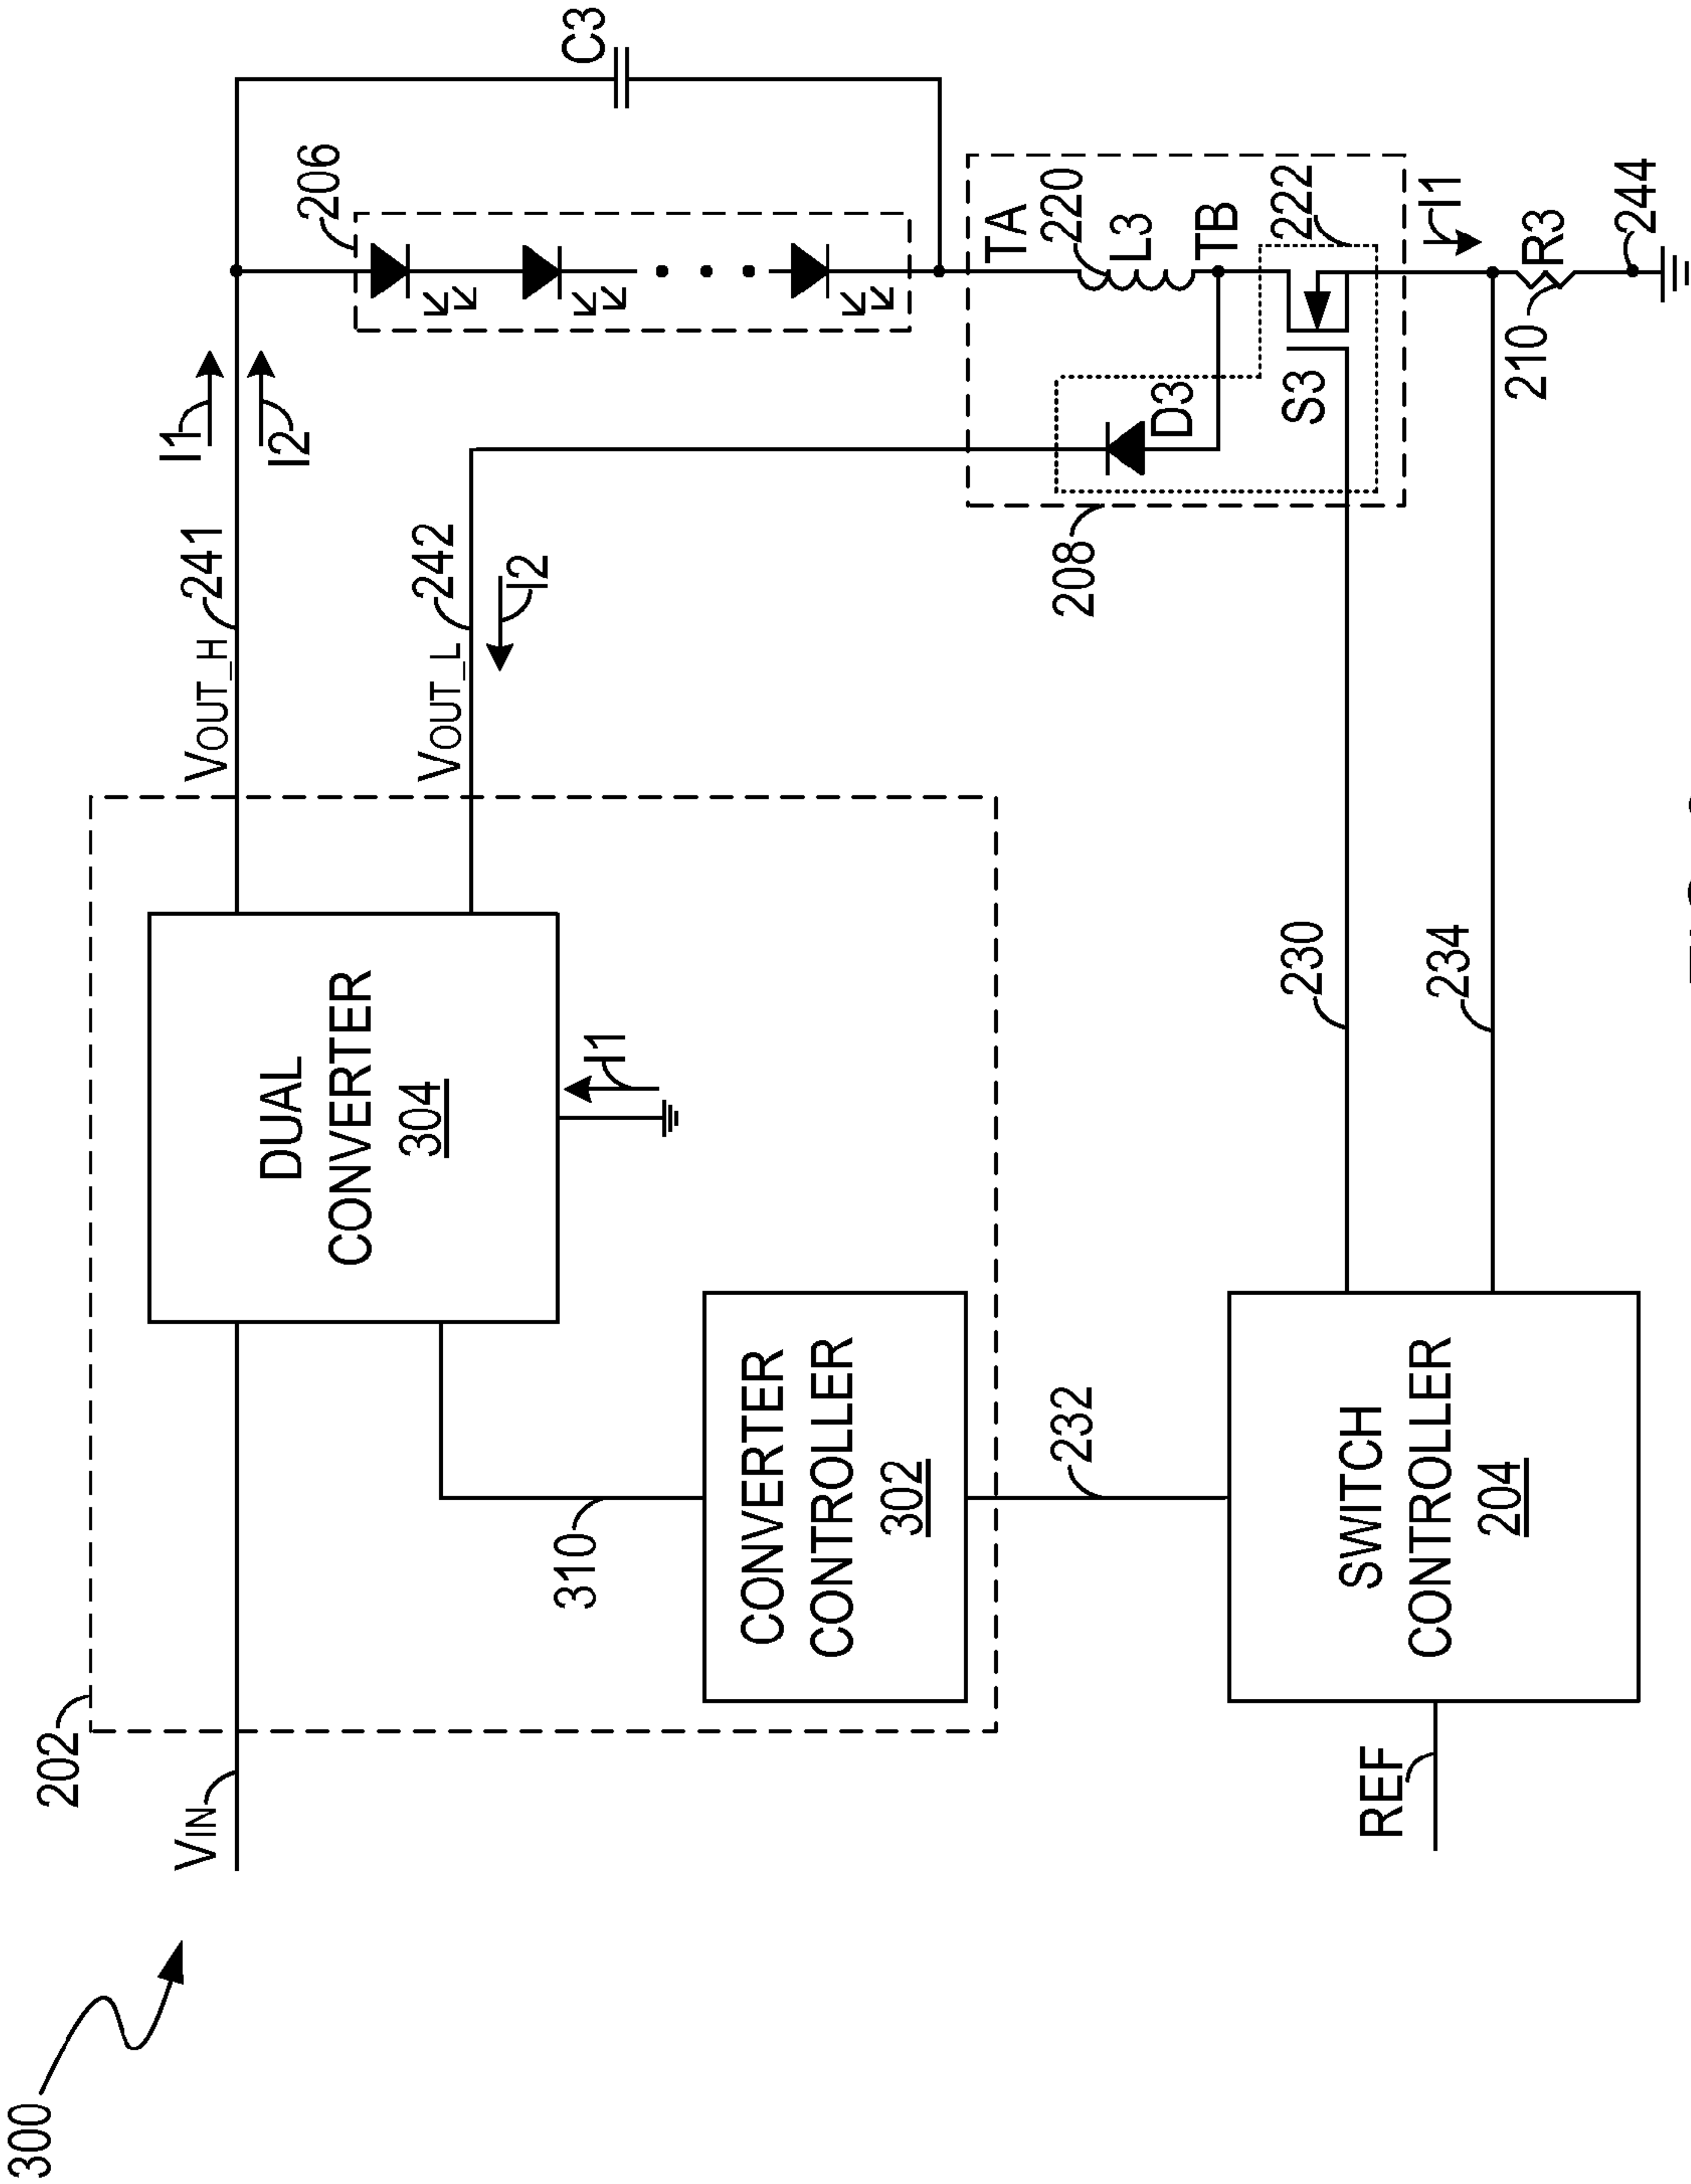 300
202
VIN
VOUT_H
241
I1
I2
206
C3
DUAL
CONVERTER
304
I1
VOUT_L
242
I2
310
CONVERTER
CONTROLLER
302
232
208
TA
220
L3
TB
D3
222
S3
I1
R3
210
244
230
234
SWITCH
CONTROLLER
204
REF